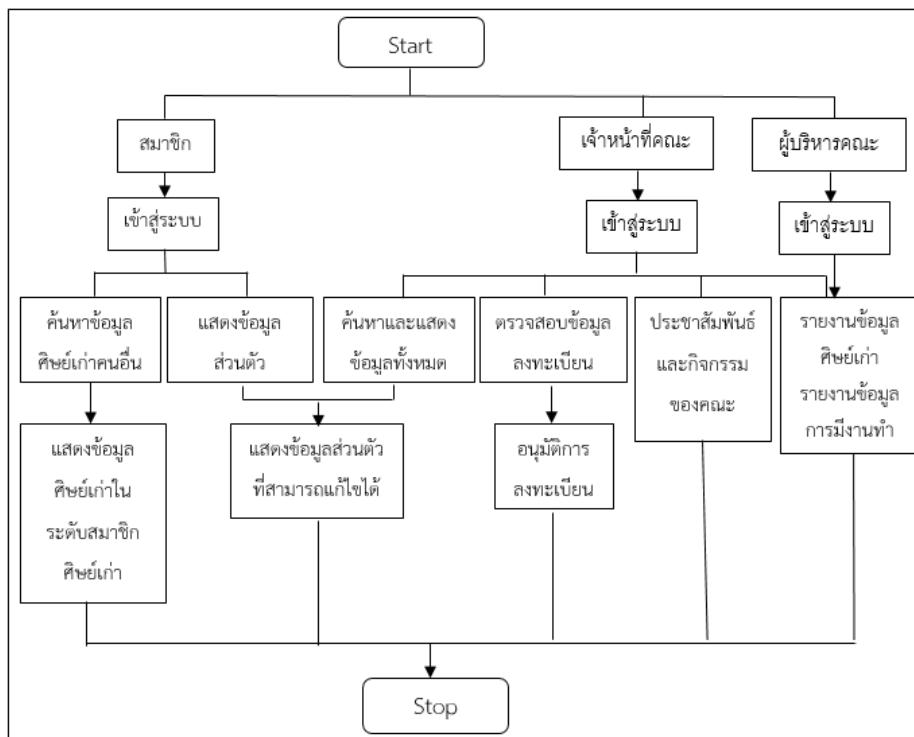 Start
สมาชิก
เจ้าหน้าที่คณะ
ผู้บริหารคณะ
เข้าสู่ระบบ
เข้าสู่ระบบ
เข้าสู่ระบบ
ค้นหาข้อมูล
ศิษย์เก่าคนอื่น
แสดงข้อมูล
ส่วนตัว
ค้นหาและแสดง
ข้อมูลทั้งหมด
ตรวจสอบข้อมูล
ลงทะเบียน
ประชาสัมพันธ์
และกิจกรรม
ของคณะ
รายงานข้อมูล
ศิษย์เก่า
รายงานข้อมูล
การมีงานทำ
แสดงข้อมูล
ศิษย์เก่าใน
ระดับสมาชิก
ศิษย์เก่า
แสดงข้อมูลส่วนตัว
ที่สามารถแก้ไขได้
อนุมัติการ
ลงทะเบียน
Stop